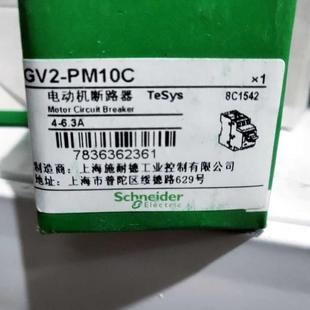 GV2-PM10C ×1
电动机断路器 TeSys 8C1542
Motor Circuit Breaker
4-6.3A
7836362361
制造商：上海施耐德工业控制有限公司
地址：上海市普陀区绥德路629号
Schneider
Electric